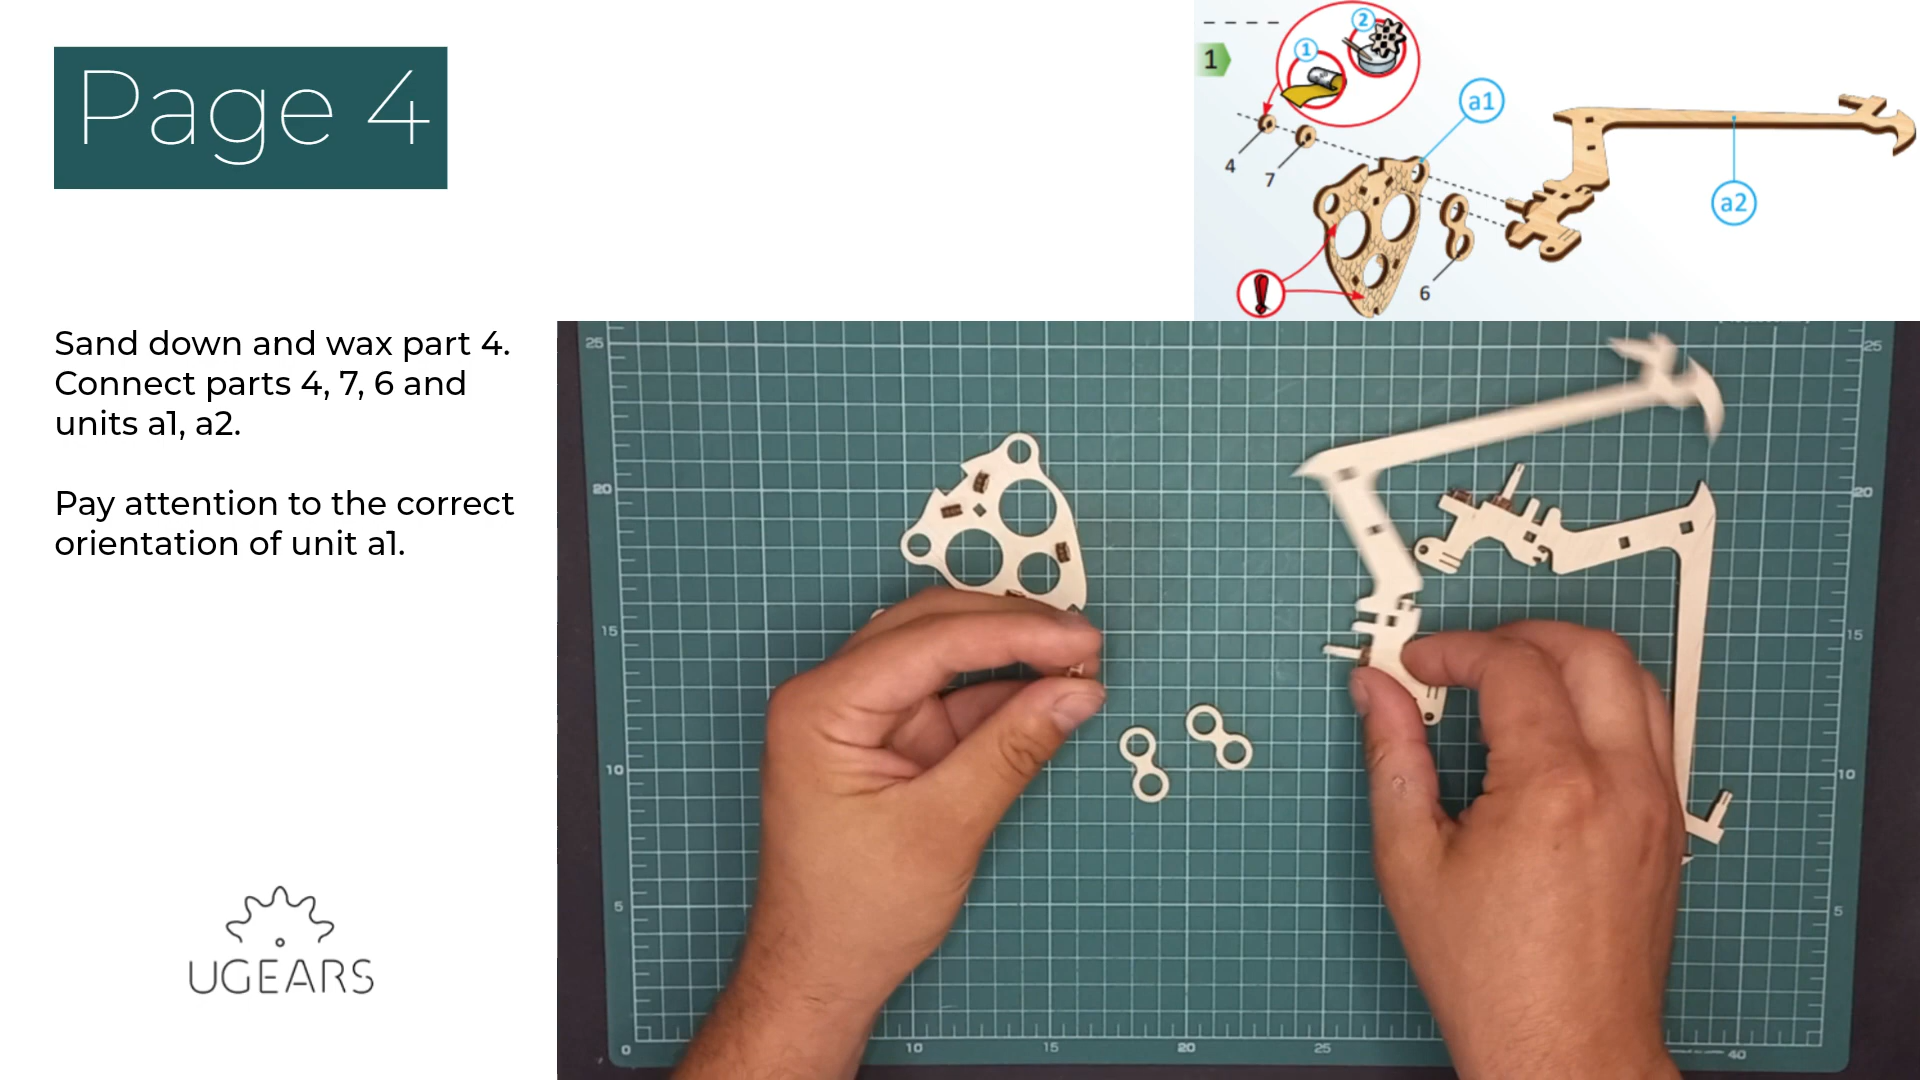 Page 4
1
1
2
a1
4
7
a2
6
Sand down and wax part 4.
Connect parts 4, 7, 6 and
units a1, a2.
Pay attention to the correct
orientation of unit a1.
UGEARS
25
25
20
20
15
15
10
10
5
5
0
10
15
20
25
40